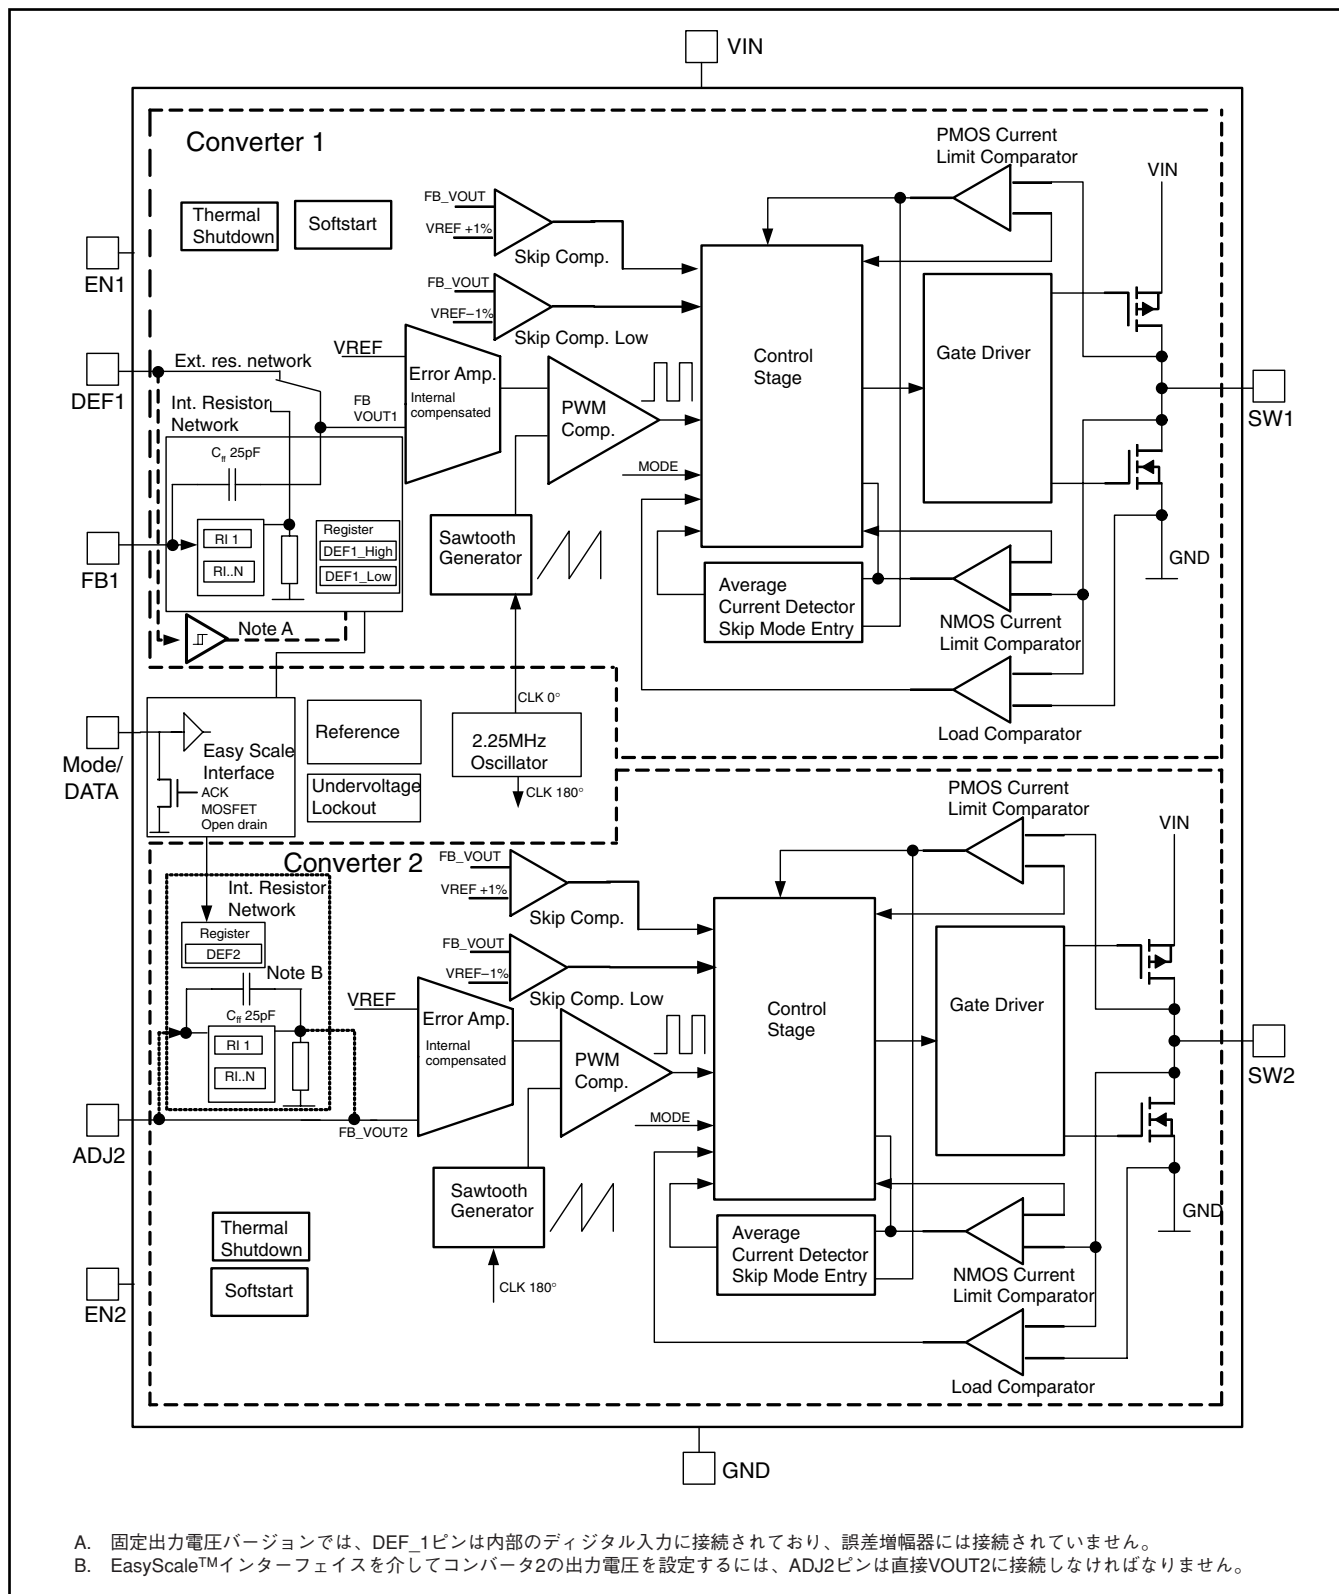 VIN
Converter 1
PMOS Current
Limit Comparator
VIN
Thermal
Shutdown
Softstart
FB_VOUT
VREF +1%
Skip Comp.
EN1
FB_VOUT
VREF–1%
Skip Comp. Low
VREF
Ext. res. network
DEF1
Error Amp.
Internal
compensated
Control
Stage
Gate Driver
SW1
Int. Resistor
Network
FB
VOUT1
PWM
Comp.
Cff 25pF
MODE
RI 1
RI..N
Register
DEF1_High
DEF1_Low
FB1
Sawtooth
Generator
GND
Average
Current Detector
Skip Mode Entry
NMOS Current
Limit Comparator
Note A
CLK 0°
Load Comparator
Mode/
DATA
Easy Scale
Interface
ACK
MOSFET
Open drain
Reference
Undervoltage
Lockout
2.25MHz
Oscillator
CLK 180°
PMOS Current
Limit Comparator
VIN
Converter 2
FB_VOUT
VREF +1%
Skip Comp.
Int. Resistor
Network
Register
DEF2
FB_VOUT
VREF–1%
Skip Comp. Low
Note B
VREF
Cff 25pF
Error Amp.
Internal
compensated
Control
Stage
Gate Driver
RI 1
RI..N
PWM
Comp.
SW2
MODE
FB_VOUT2
ADJ2
Sawtooth
Generator
GND
Thermal
Shutdown
Softstart
Average
Current Detector
Skip Mode Entry
CLK 180°
NMOS Current
Limit Comparator
EN2
Load Comparator
GND
A. 固定出力電圧バージョンでは、DEF_1ピンは内部のディジタル入力に接続されており、誤差増幅器には接続されていません。
B. EasyScaleTMインターフェイスを介してコンバータ2の出力電圧を設定するには、ADJ2ピンは直接VOUT2に接続しなければなりません。